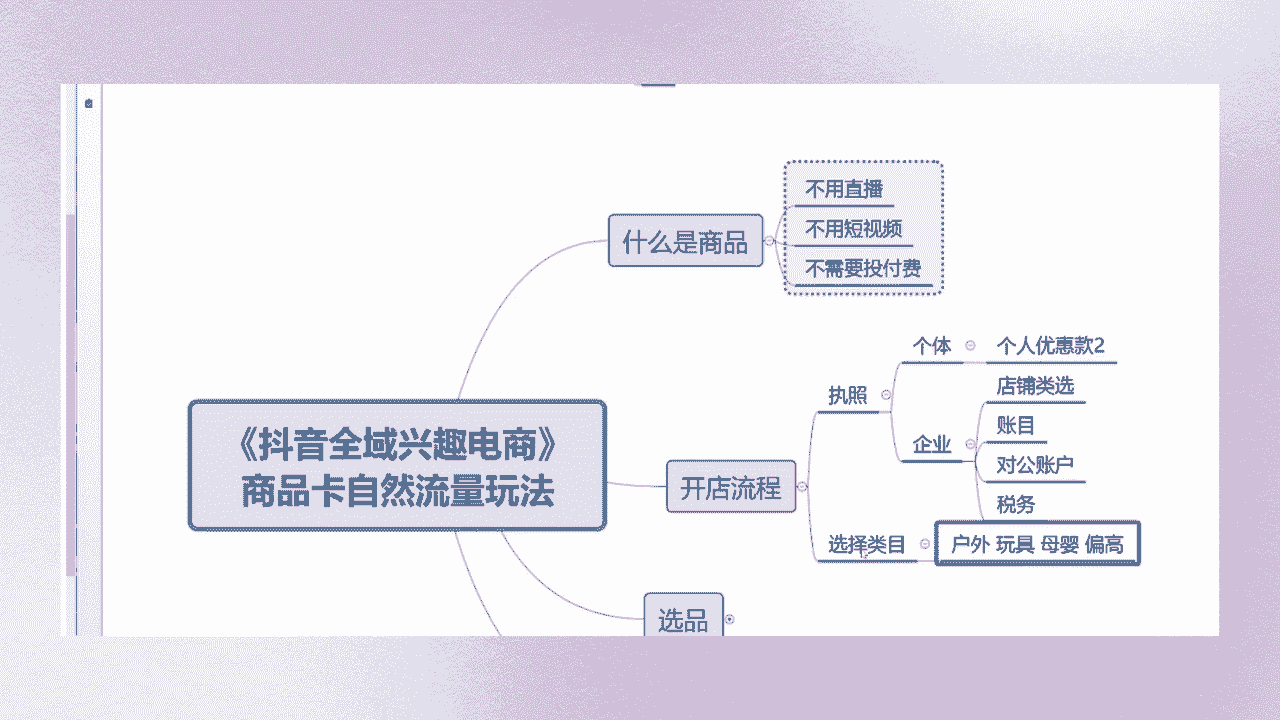 什么是商品
不用直播
不用短视频
不需要投付费
《抖音全域兴趣电商》
商品卡自然流量玩法
开店流程
执照
个体
个人优惠款2
企业
店铺类选
账目
对公账户
税务
选择类目
户外 玩具 母婴 偏高
选品